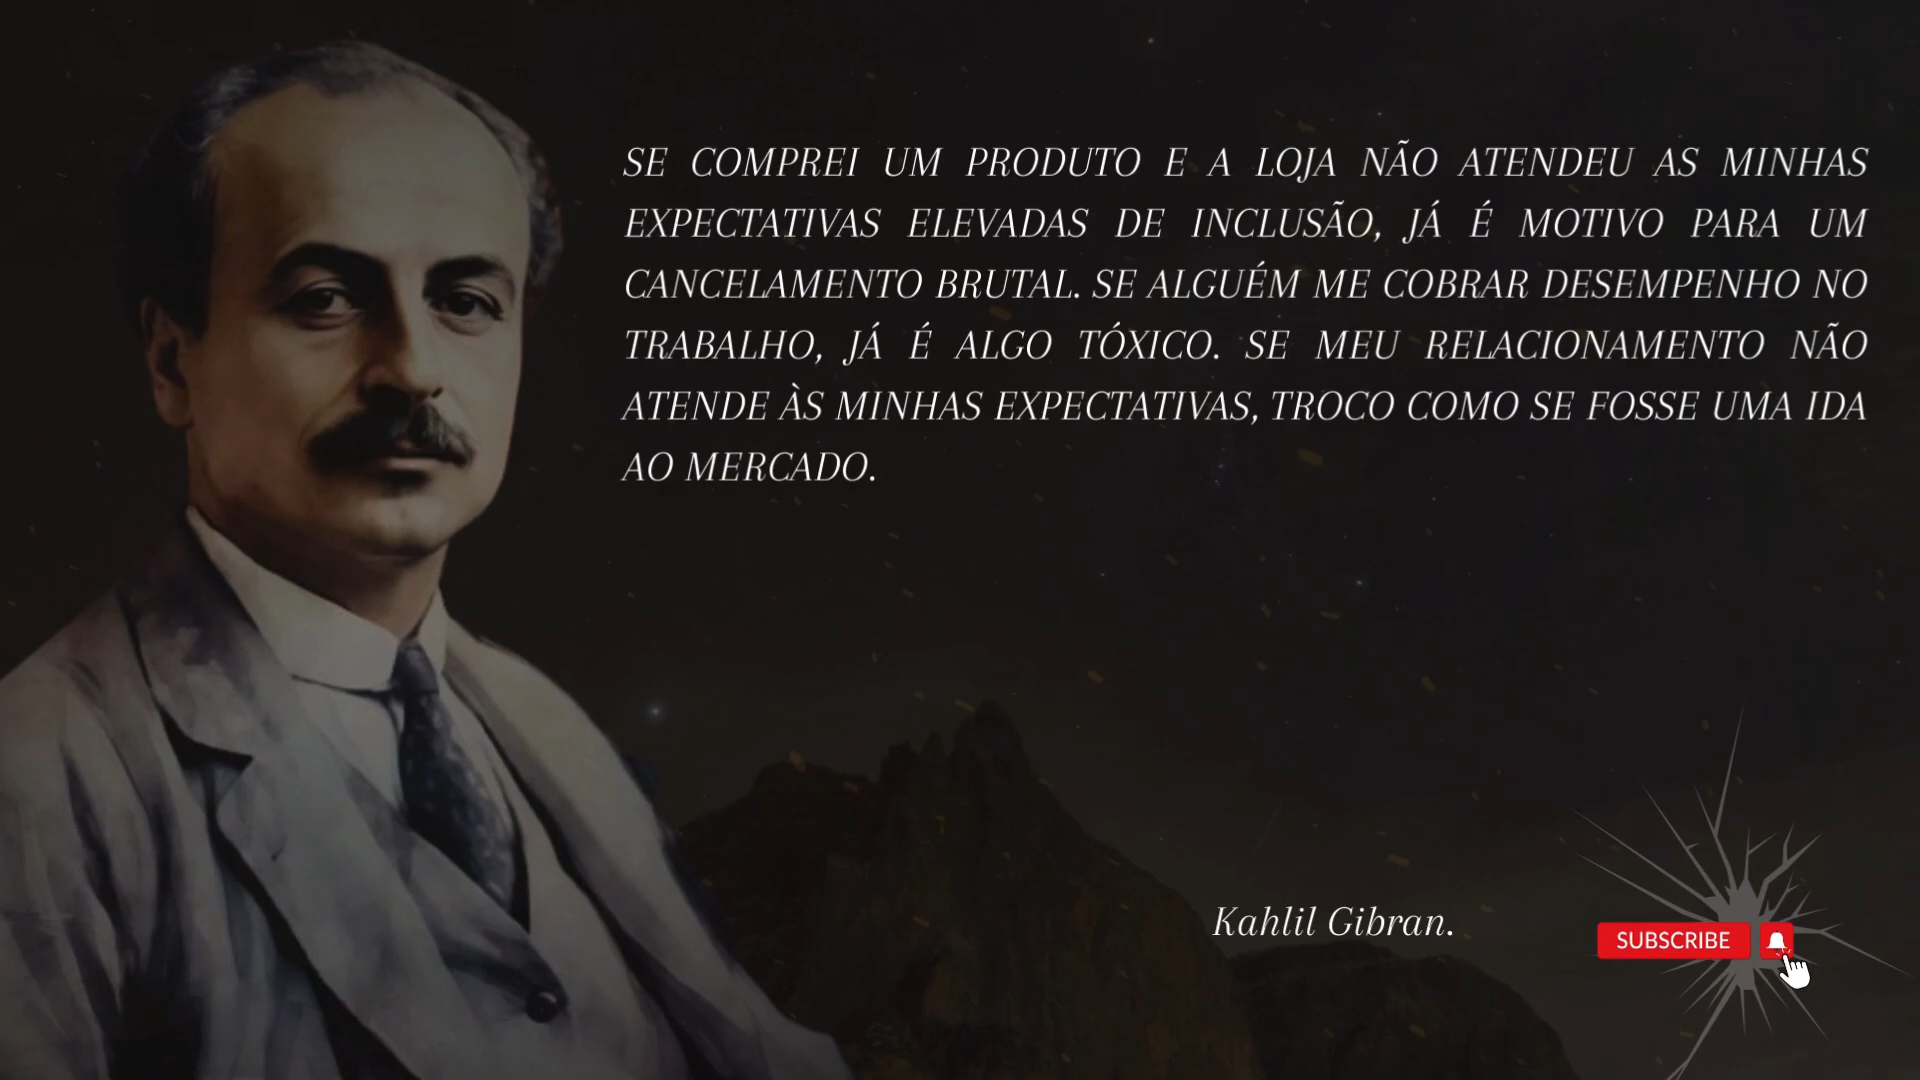 SE COMPREI UM PRODUTO E A LOJA NÃO ATENDEU AS MINHAS
EXPECTATIVAS ELEVADAS DE INCLUSÃO, JÁ É MOTIVO PARA UM
CANCELAMENTO BRUTAL. SE ALGUÉM ME COBRAR DESEMPENHO NO
TRABALHO, JÁ É ALGO TÓXICO. SE MEU RELACIONAMENTO NÃO
ATENDE ÀS MINHAS EXPECTATIVAS, TROCO COMO SE FOSSE UMA IDA
AO MERCADO.
Kahlil Gibran.
SUBSCRIBE